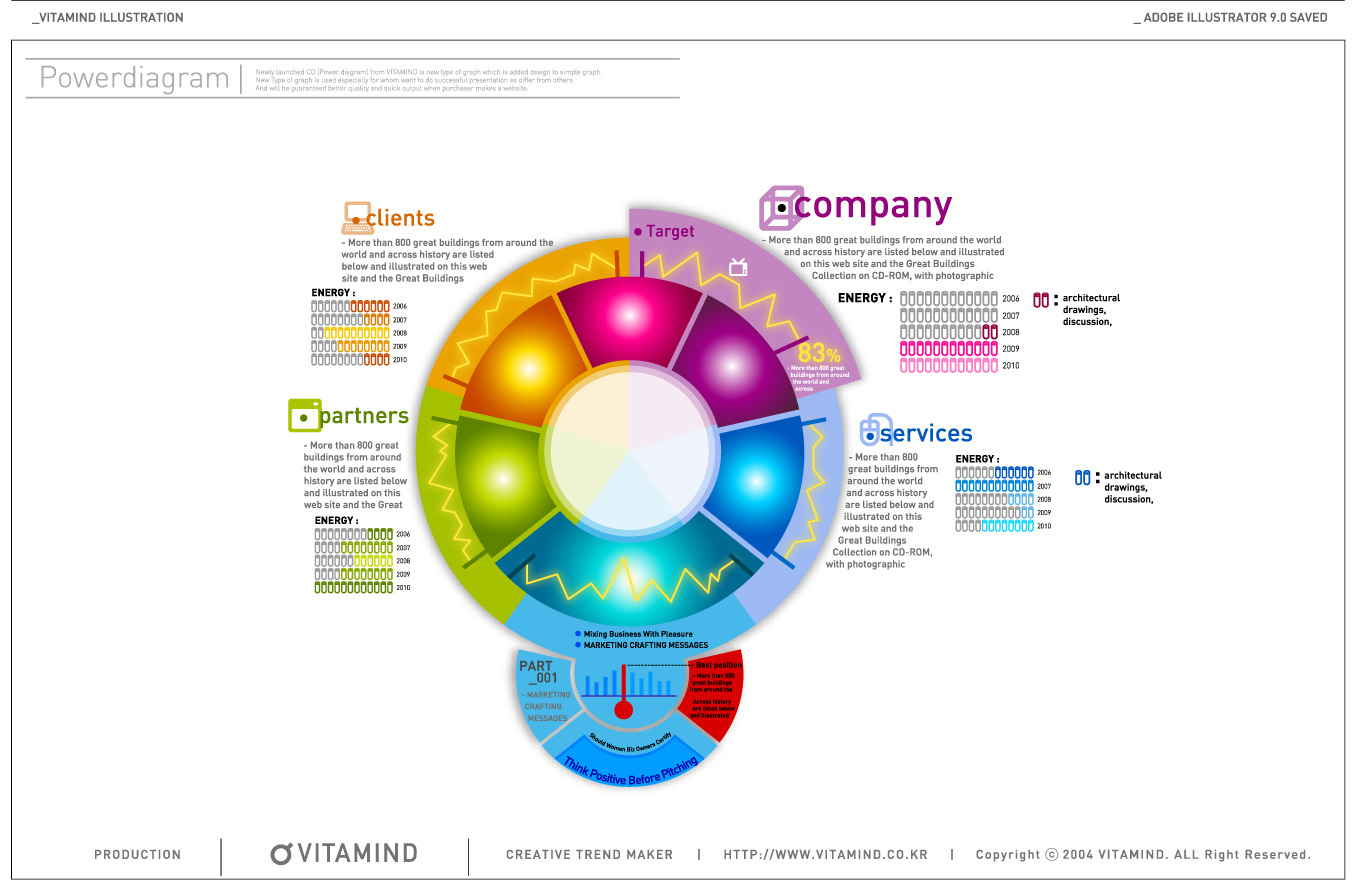 _VITAMIND ILLUSTRATION
_ ADOBE ILLUSTRATOR 9.0 SAVED
Powerdiagram
Newly launched CD (Power diagram) from VITAMIND is new type of graph which is added design to simple graph.
New Type of graph is used especially for whom want to do successful presentation as differ from others.
And will be guaranteed better quality and quick output when purchaser makes a website.
clients
- More than 800 great buildings from around the
world and across history are listed
below and illustrated on this web
site and the Great Buildings
ENERGY :
2006
2007
2008
2009
2010
Target
83%
- More than 800 great
buildings from around
the world and
across
company
- More than 800 great buildings from around the world
and across history are listed below and illustrated
on this web site and the Great Buildings
Collection on CD-ROM, with photographic
ENERGY :
2006
2007
2008
2009
2010
: architectural
drawings,
discussion,
partners
- More than 800 great
buildings from around
the world and across
history are listed below
and illustrated on this
web site and the Great
ENERGY :
2006
2007
2008
2009
2010
services
- More than 800
great buildings from
around the world
and across history
are listed below and
illustrated on this
web site and the
Great Buildings
Collection on CD-ROM,
with photographic
ENERGY :
2006
2007
2008
2009
2010
: architectural
drawings,
discussion,
Mixing Business With Pleasure
MARKETING CRAFTING MESSAGES
PART
_001
- MARKETING
CRAFTING
MESSAGES
Best position
- More than 800
great buildings
from around the
Across history
are listed below
and illustrated
Should Women Biz Owners Certify
Think Positive Before Pitching
PRODUCTION
VITAMIND
CREATIVE TREND MAKER | HTTP://WWW.VITAMIND.CO.KR | Copyright ⓒ 2004 VITAMIND. ALL Right Reserved.